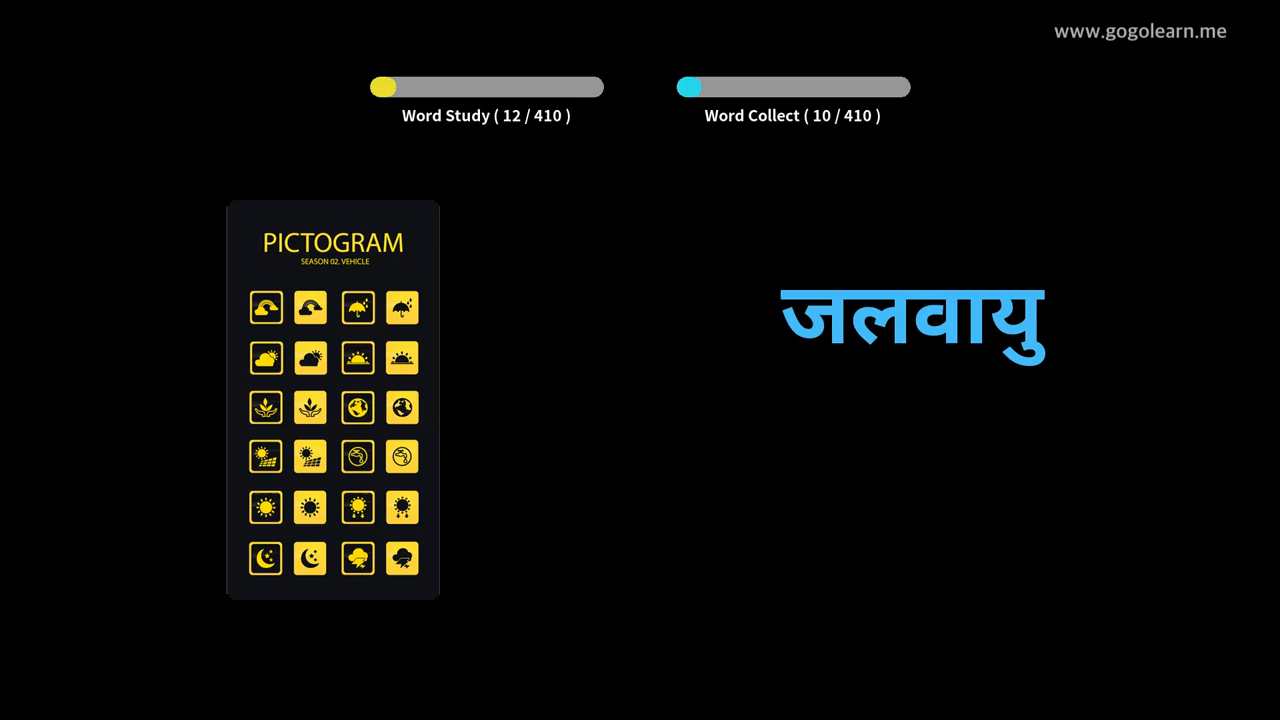 www.gogolearn.me
Word Study ( 12 / 410 )
Word Collect ( 10 / 410 )
PICTOGRAM
SEASON 02. VEHICLE
जलवायु